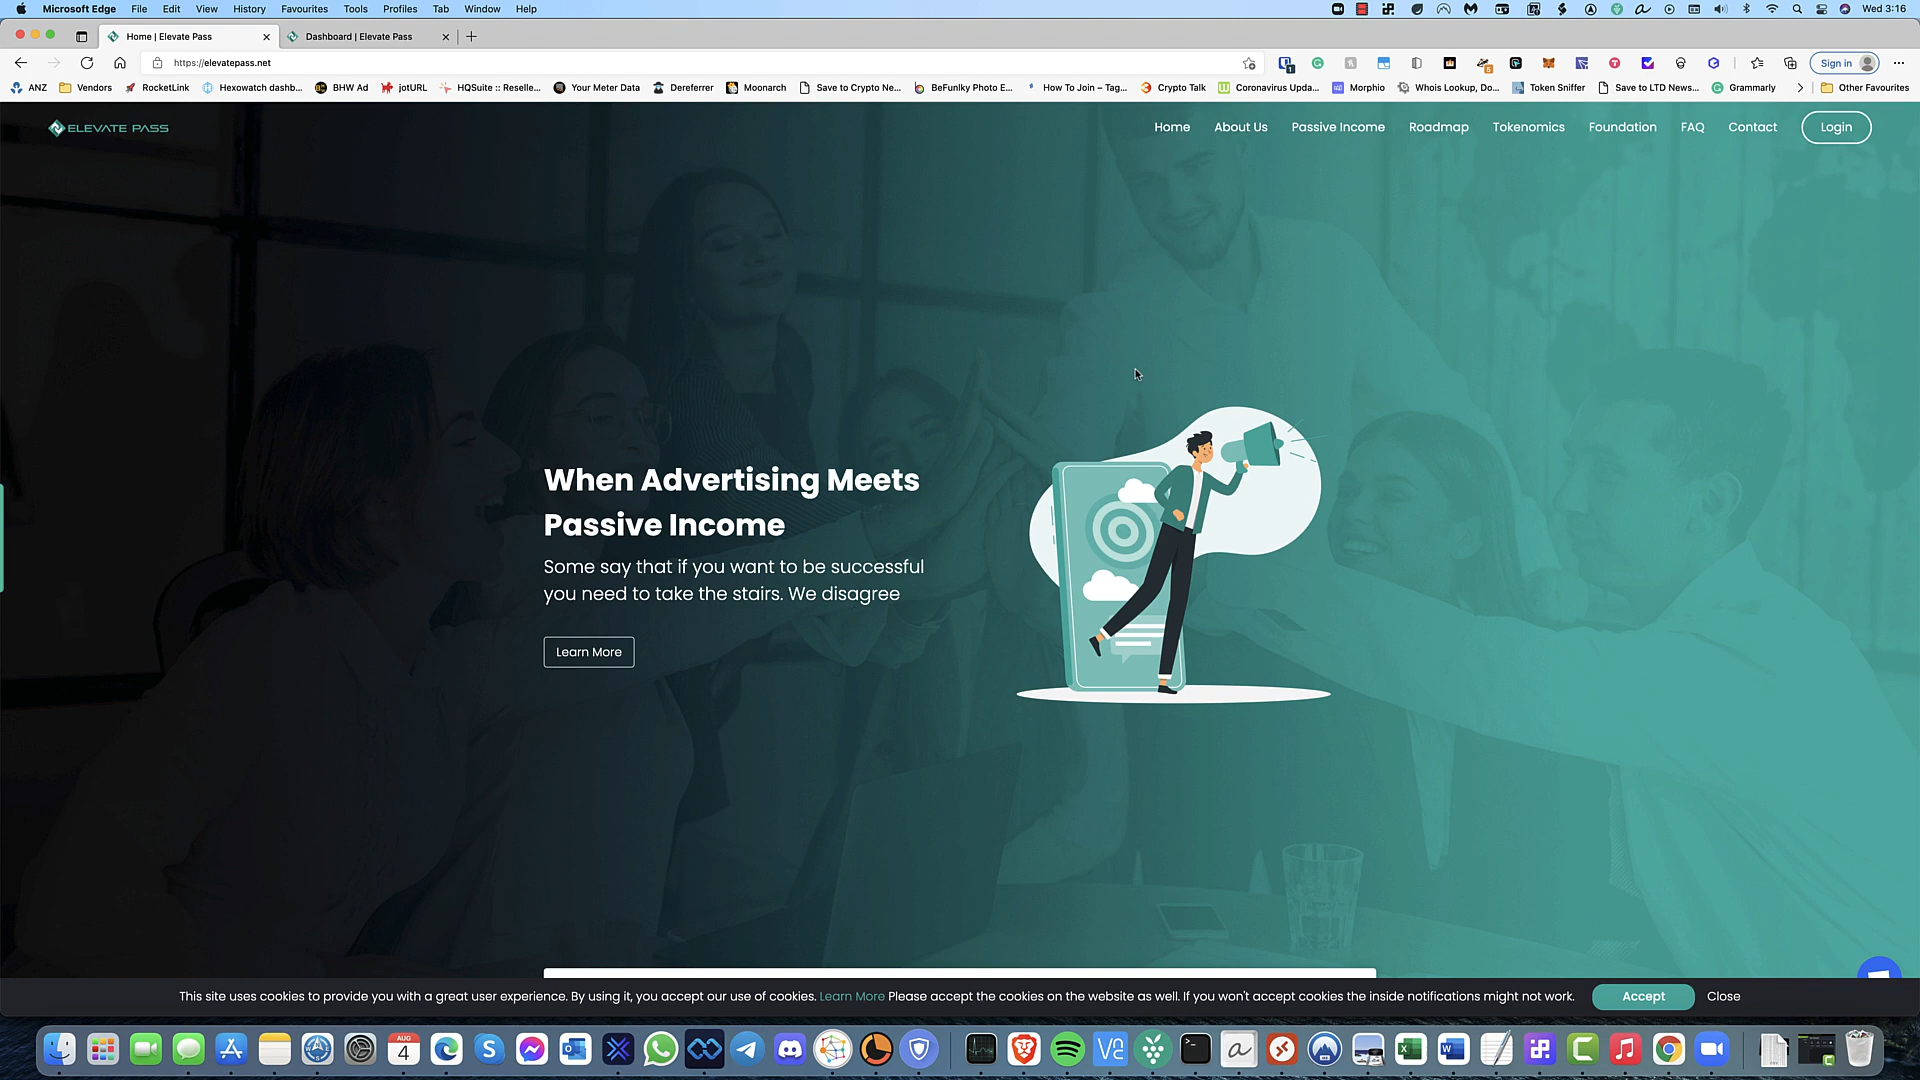 Microsoft Edge File Edit View History Favourites Tools Profiles Tab Window Help Wed 3:16
Home | Elevate Pass Dashboard | Elevate Pass
https://elevatepass.net Sign in
ANZ Vendors RocketLink Hexowatch dashb... BHW Ad jotURL HQSuite :: Reselle... Your Meter Data Dereferrer Moonarch Save to Crypto Ne... BeFunlky Photo E... How To Join – Tag... Crypto Talk Coronavirus Upda... Morphio Whois Lookup, Do... Token Sniffer Save to LTD News... Grammarly Other Favourites
ELEVATE PASS Home About Us Passive Income Roadmap Tokenomics Foundation FAQ Contact Login
When Advertising Meets
Passive Income
Some say that if you want to be successful
you need to take the stairs. We disagree
Learn More
This site uses cookies to provide you with a great user experience. By using it, you accept our use of cookies. Learn More Please accept the cookies on the website as well. If you won't accept cookies the inside notifications might not work. Accept Close
AUG
4